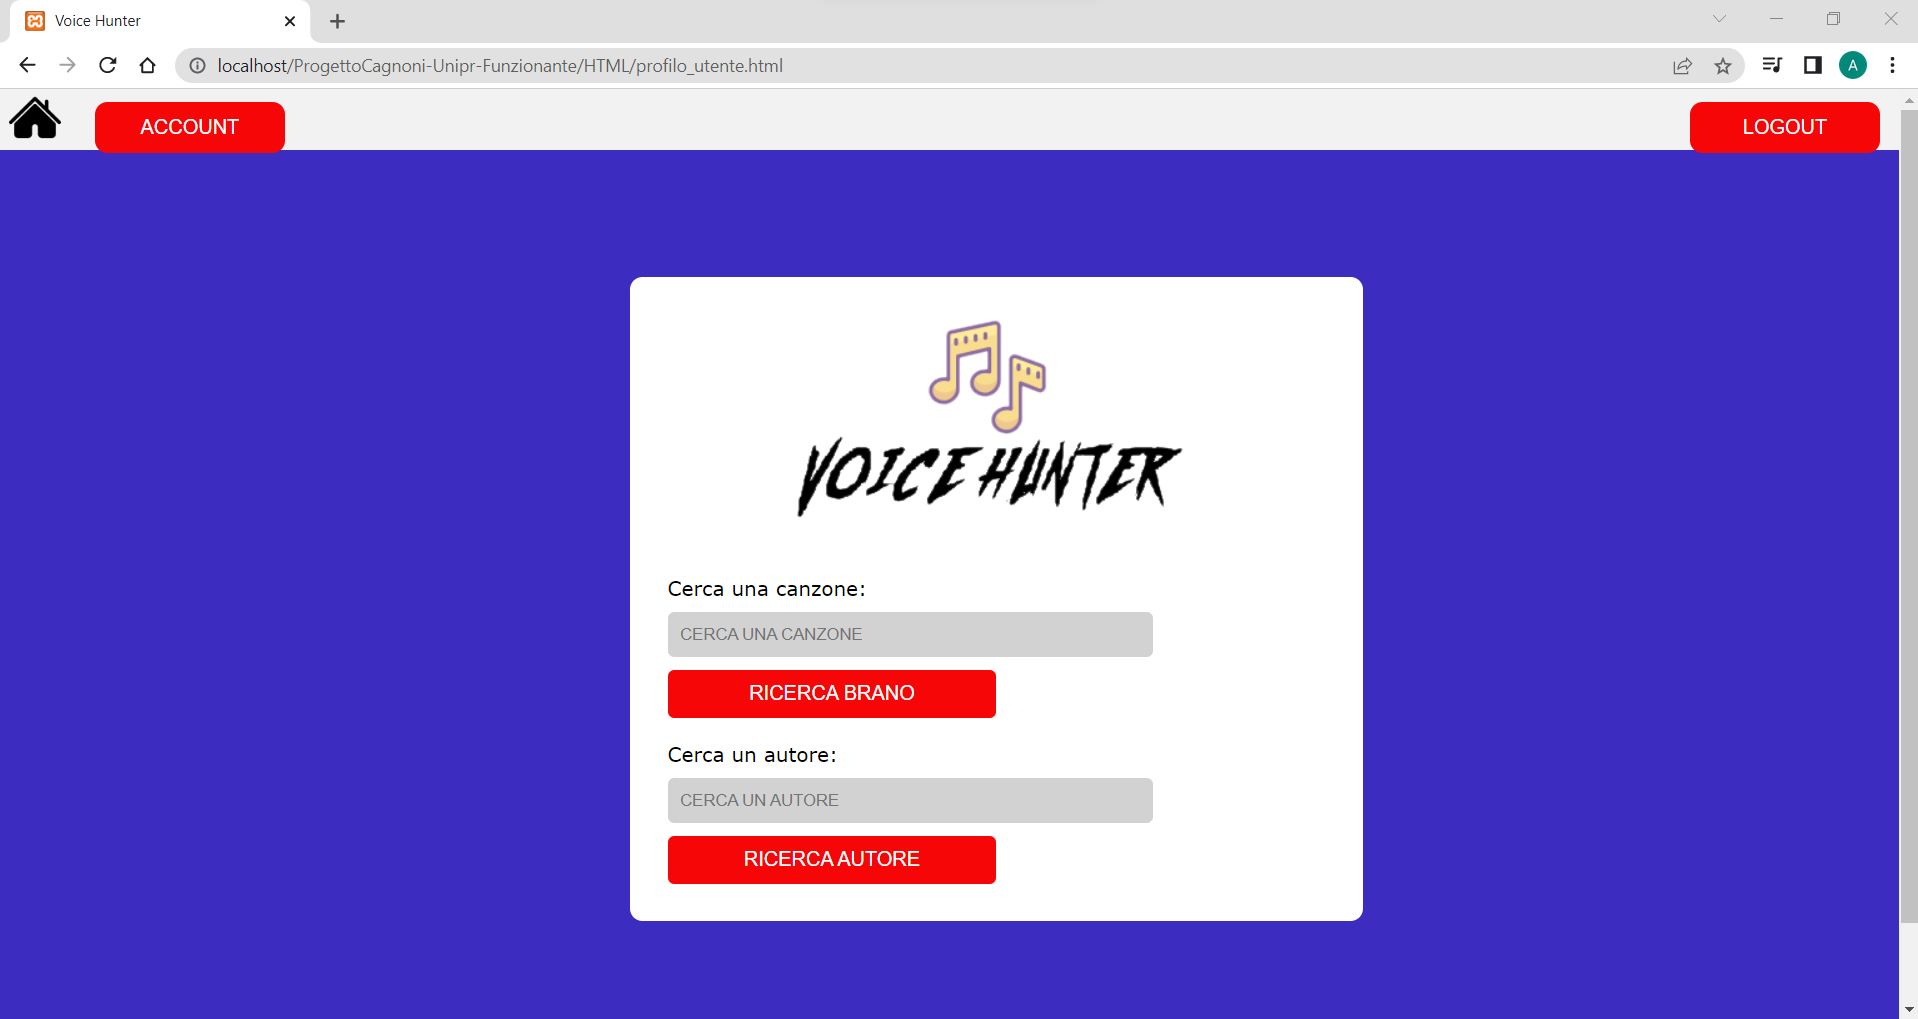 Voice Hunter
localhost/ProgettoCagnoni-Unipr-Funzionante/HTML/profilo_utente.html
A
ACCOUNT
LOGOUT
VOICE HUNTER
Cerca una canzone:
CERCA UNA CANZONE
RICERCA BRANO
Cerca un autore:
CERCA UN AUTORE
RICERCA AUTORE